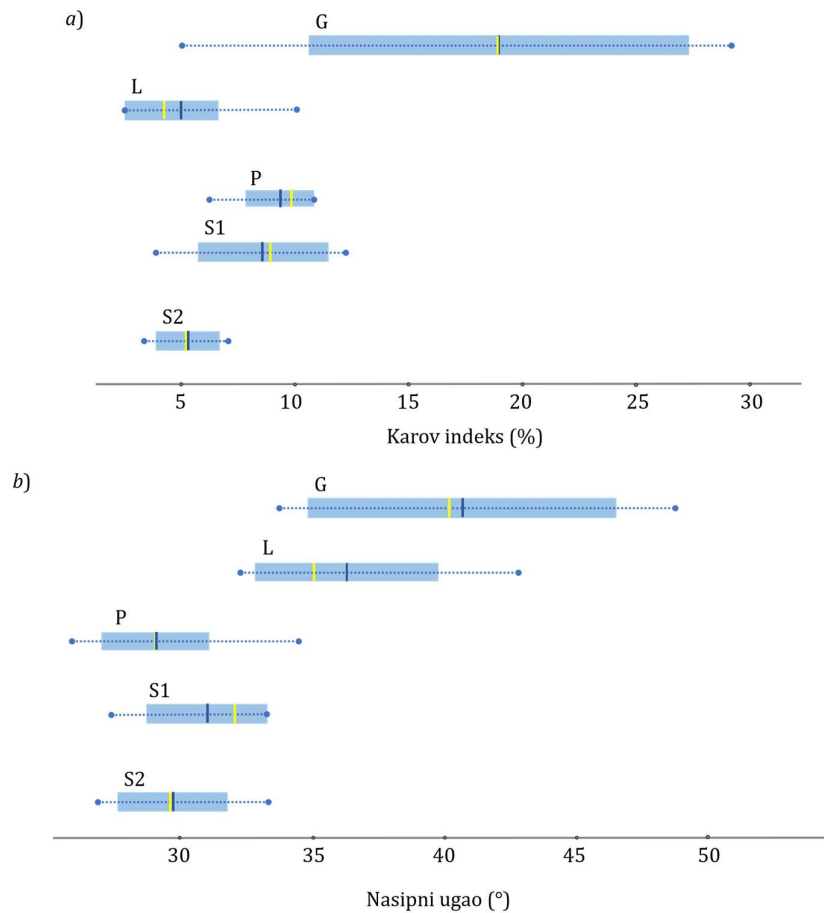 a)
G
L
P
S1
S2
5 10 15 20 25 30
Karov indeks (%)
b)
G
L
P
S1
S2
30 35 40 45 50
Nasipni ugao (°)